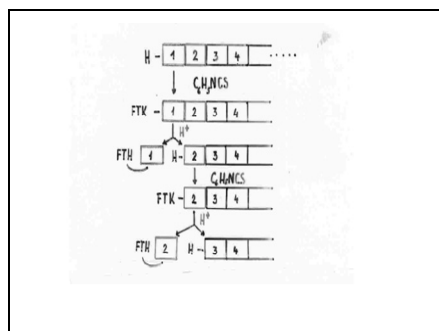 H - 1 2 3 4 .....
C₆H₅NCS
FTK - 1 2 3 4
H⁺
FTH 1 H - 2 3 4
C₆H₅NCS
FTK - 2 3 4
H⁺
FTH 2 H - 3 4